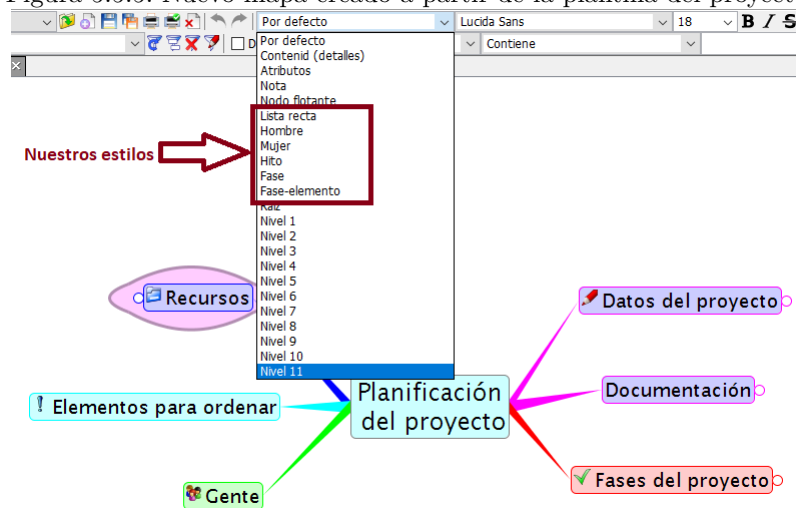 Figura 3.5.5: Nuevo mapa creado a partir de la plantilla del proyect
Por defecto
Lucida Sans
18
B I S
D
Contiene
Por defecto
Contenid (detalles)
Atributos
Nota
Nodo flotante
Lista recta
Hombre
Mujer
Hito
Fase
Fase-elemento
Raíz
Nivel 1
Nivel 2
Nivel 3
Nivel 4
Nivel 5
Nivel 6
Nivel 7
Nivel 8
Nivel 9
Nivel 10
Nivel 11
Nuestros estilos
Recursos
Datos del proyecto
Planificación
del proyecto
Documentación
Elementos para ordenar
Fases del proyecto
Gente